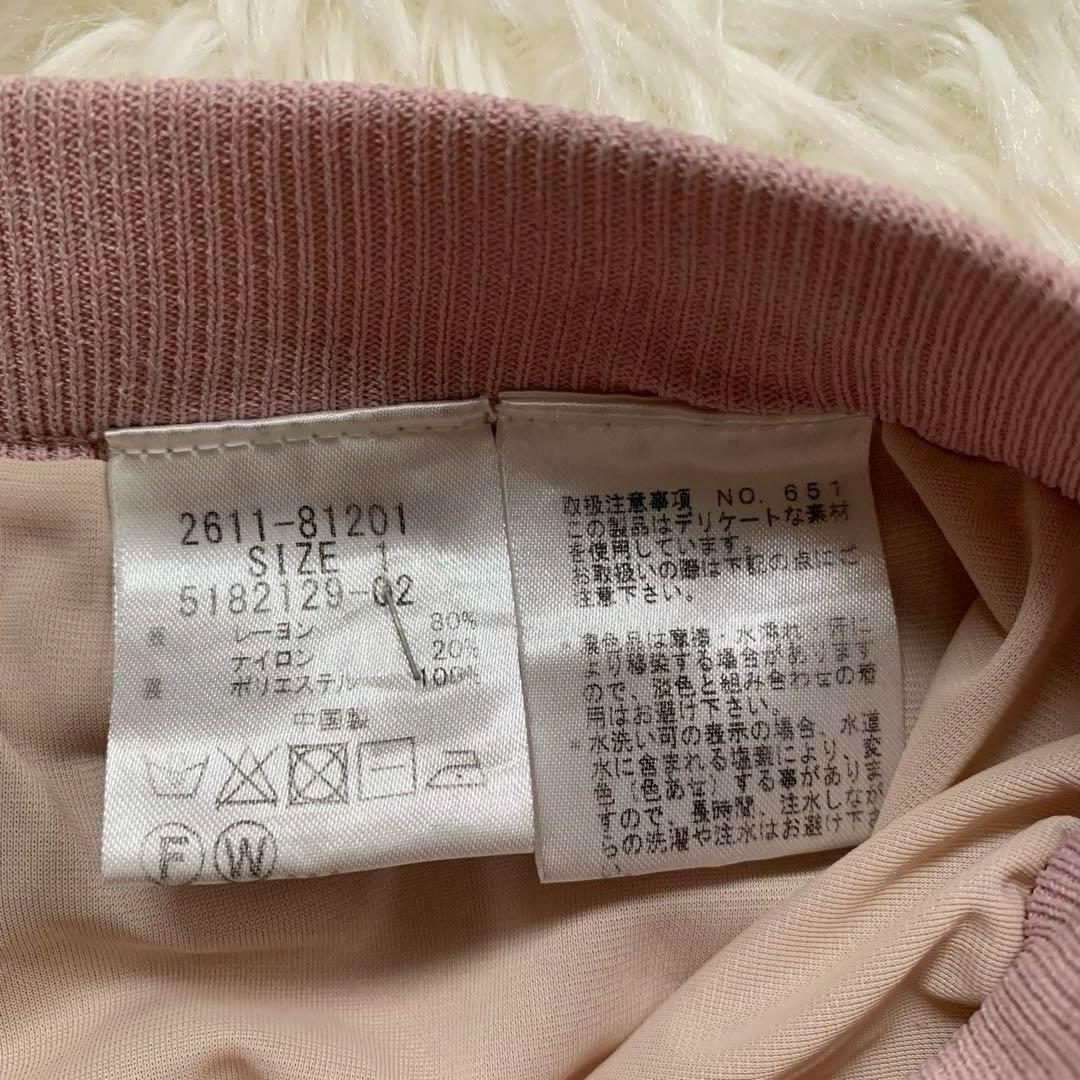 2611-81201
SIZE 1
5182129-02
表 レーヨン 80%
ナイロン 20%
裏 ポリエステル 100%
中国製
F W
取扱注意事項 NO. 651
この製品はデリケートな素材
を使用しています。
お取扱いの際は下記の点にご
注意下さい。
*濃色品は摩擦・水濡れ 汗に
より移染する場合があります
ので、淡色と組み合わせの着
用はお避け下さい。
*水洗い可の表示の場合、水道
水に含まれる塩素により、変
色（色あせ）する事がありま
すので、長時間、注水しなが
らの洗濯や注水はお避け下さ
い。